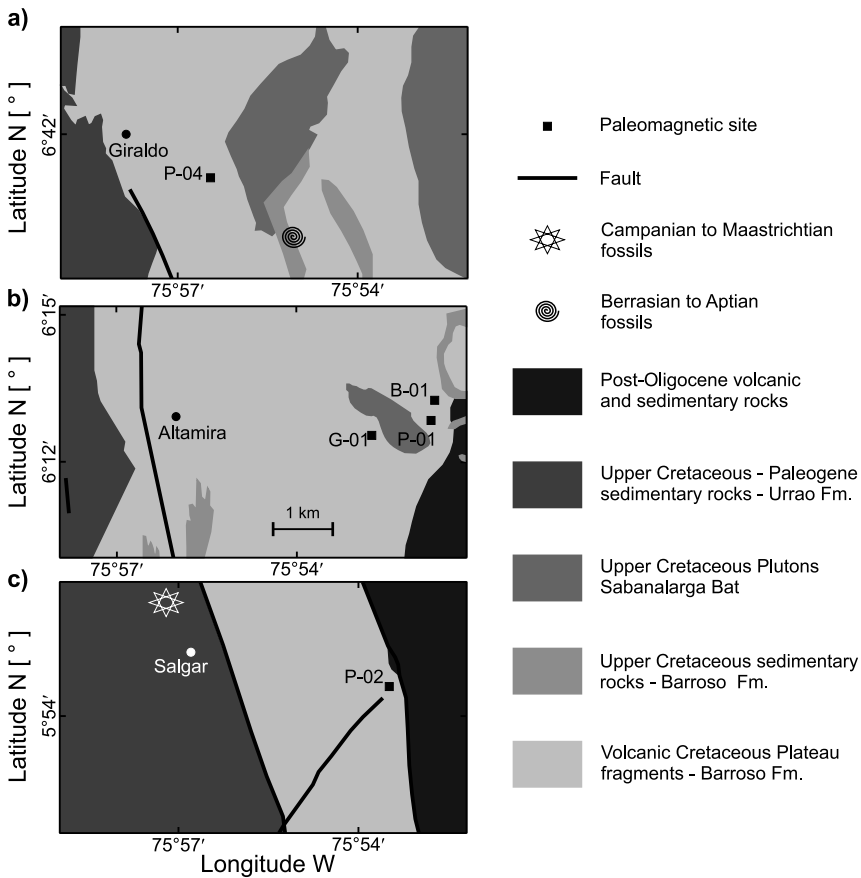 a)
Latitude N [ ° ]
6°42′
Giraldo
P-04
75°57′
75°54′
b)
Latitude N [ ° ]
6°15′
6°12′
Altamira
B-01
G-01
P-01
1 km
75°57′
75°54′
c)
Latitude N [ ° ]
5°54′
Salgar
P-02
75°57′
75°54′
Longitude W
Paleomagnetic site
Fault
Campanian to Maastrichtian
fossils
Berrasian to Aptian
fossils
Post-Oligocene volcanic
and sedimentary rocks
Upper Cretaceous - Paleogene
sedimentary rocks - Urrao Fm.
Upper Cretaceous Plutons
Sabanalarga Bat
Upper Cretaceous sedimentary
rocks - Barroso Fm.
Volcanic Cretaceous Plateau
fragments - Barroso Fm.